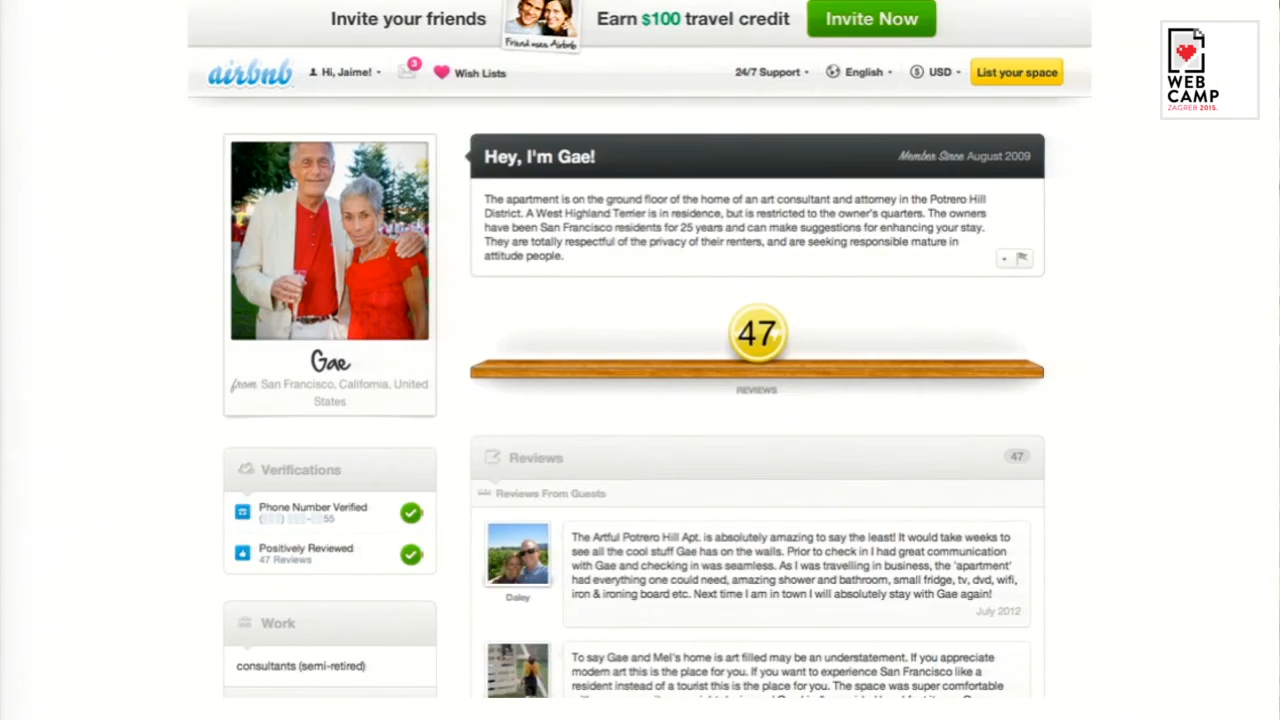 Invite your friends
Friend uses Airbnb
Earn $100 travel credit
Invite Now
airbnb
Hi, Jaime!
3
Wish Lists
24/7 Support
English
USD
List your space
WEB
CAMP
ZAGREB 2015.
Hey, I'm Gae!
Member Since August 2009
The apartment is on the ground floor of the home of an art consultant and attorney in the Potrero Hill
District. A West Highland Terrier is in residence, but is restricted to the owner's quarters. The owners
have been San Francisco residents for 25 years and can make suggestions for enhancing your stay.
They are totally respectful of the privacy of their renters, and are seeking responsible mature in
attitude people.
Gae
from San Francisco, California, United
States
47
REVIEWS
Verifications
Phone Number Verified
55
Positively Reviewed
47 Reviews
Work
consultants (semi-retired)
Reviews
47
Reviews From Guests
The Artful Potrero Hill Apt. is absolutely amazing to say the least! It would take weeks to
see all the cool stuff Gae has on the walls. Prior to check in I had great communication
with Gae and checking in was seamless. As I was travelling in business, the 'apartment'
had everything one could need, amazing shower and bathroom, small fridge, tv, dvd, wifi,
iron & ironing board etc. Next time I am in town I will absolutely stay with Gae again!
July 2012
Daley
To say Gae and Mel's home is art filled may be an understatement. If you appreciate
modern art this is the place for you. If you want to experience San Francisco like a
resident instead of a tourist this is the place for you. The space was super comfortable